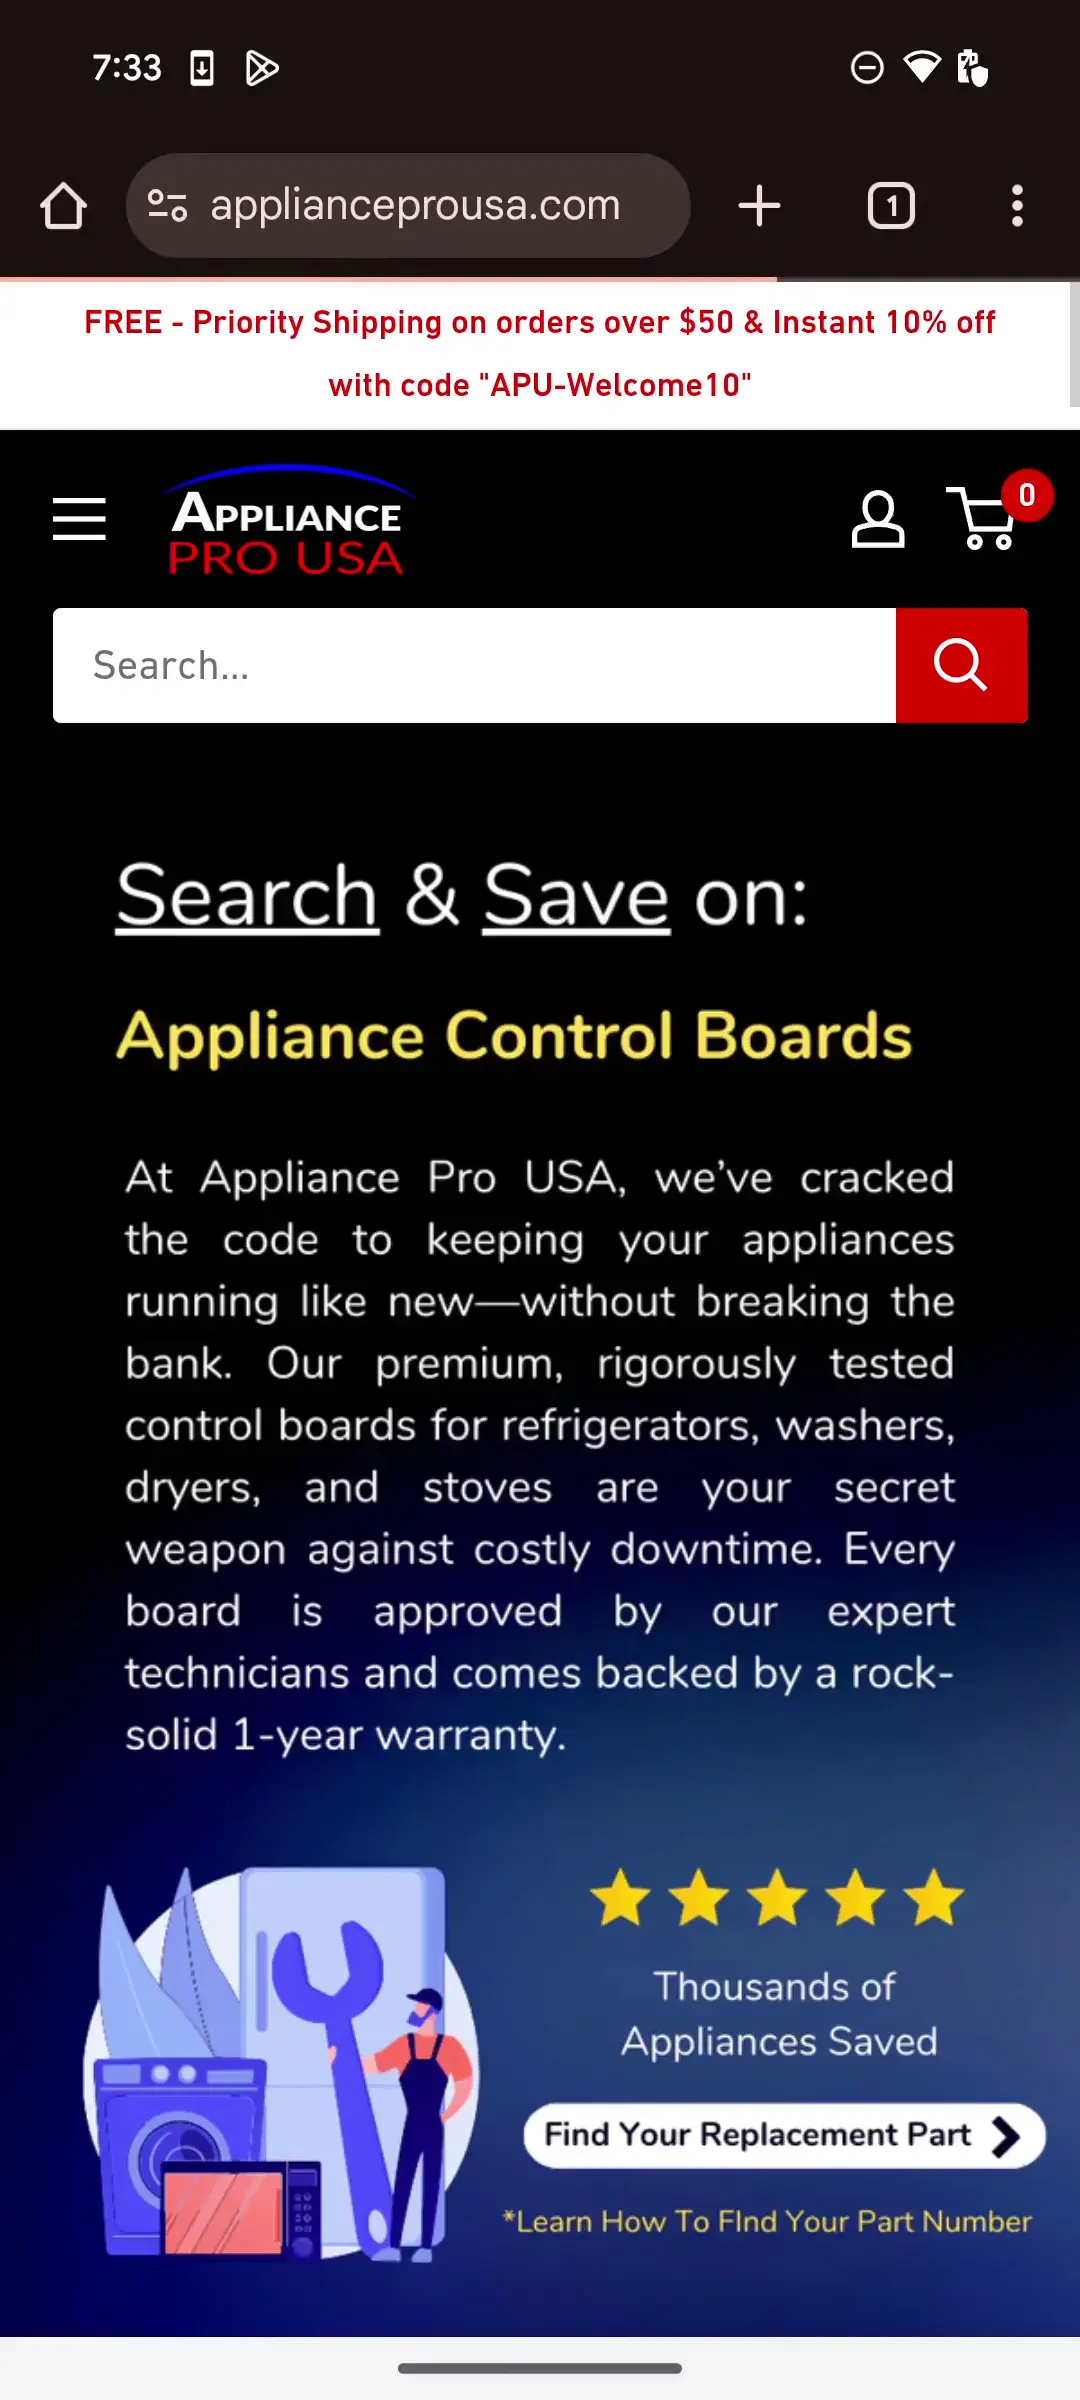 7:33
applianceprousa.com
1
FREE - Priority Shipping on orders over $50 & Instant 10% off
with code "APU-Welcome10"
APPLIANCE
PRO USA
0
Search...
Search & Save on:
Appliance Control Boards
At Appliance Pro USA, we’ve cracked
the code to keeping your appliances
running like new—without breaking the
bank. Our premium, rigorously tested
control boards for refrigerators, washers,
dryers, and stoves are your secret
weapon against costly downtime. Every
board is approved by our expert
technicians and comes backed by a rock-
solid 1-year warranty.
Thousands of
Appliances Saved
Find Your Replacement Part
*Learn How To FInd Your Part Number